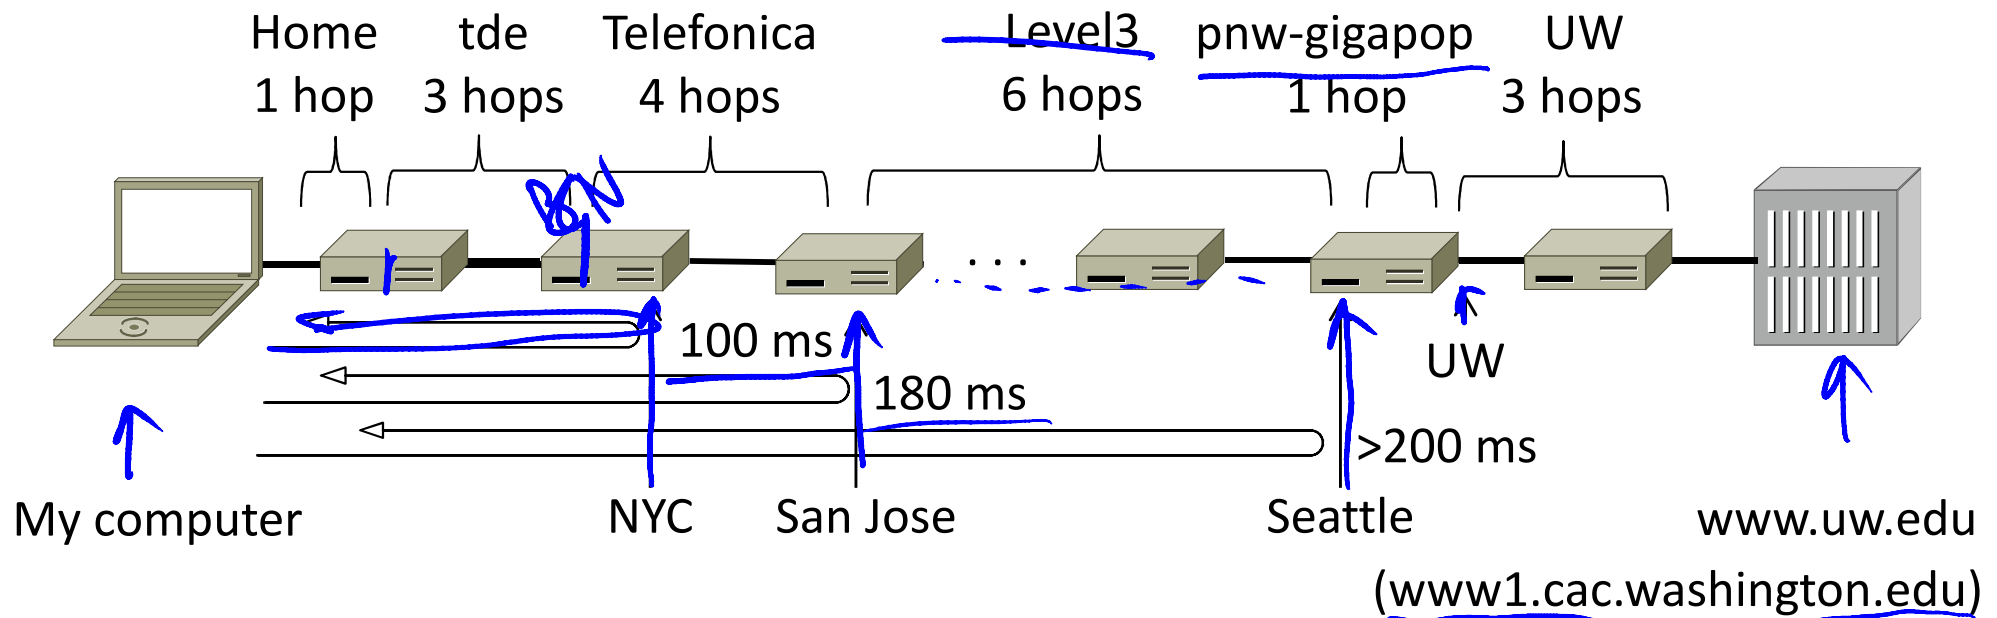 Home tde Telefonica Level3 pnw-gigapop UW
1 hop 3 hops 4 hops 6 hops 1 hop 3 hops
...
100 ms
UW
180 ms
>200 ms
My computer NYC San Jose Seattle www.uw.edu
(www1.cac.washington.edu)